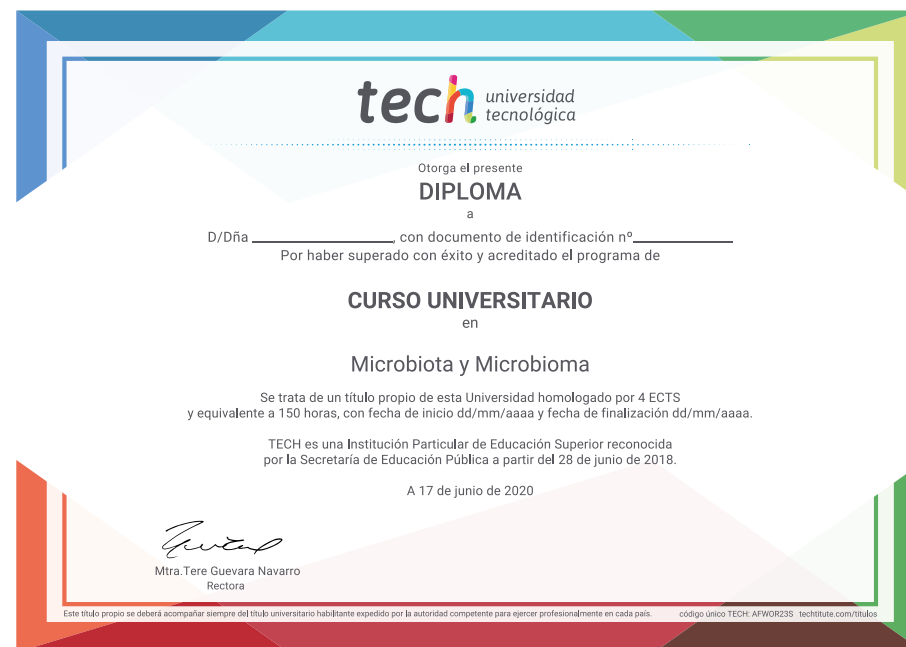 tech universidad
tecnológica
Otorga el presente
DIPLOMA
a
D/Dña ____________________, con documento de identificación nº______________
Por haber superado con éxito y acreditado el programa de
CURSO UNIVERSITARIO
en
Microbiota y Microbioma
Se trata de un título propio de esta Universidad homologado por 4 ECTS
y equivalente a 150 horas, con fecha de inicio dd/mm/aaaa y fecha de finalización dd/mm/aaaa.
TECH es una Institución Particular de Educación Superior reconocida
por la Secretaría de Educación Pública a partir del 28 de junio de 2018.
A 17 de junio de 2020
Mtra.Tere Guevara Navarro
Rectora
Este título propio se deberá acompañar siempre del título universitario habilitante expedido por la autoridad competente para ejercer profesionalmente en cada país. código único TECH: AFWOR23S techtitute.com/titulos